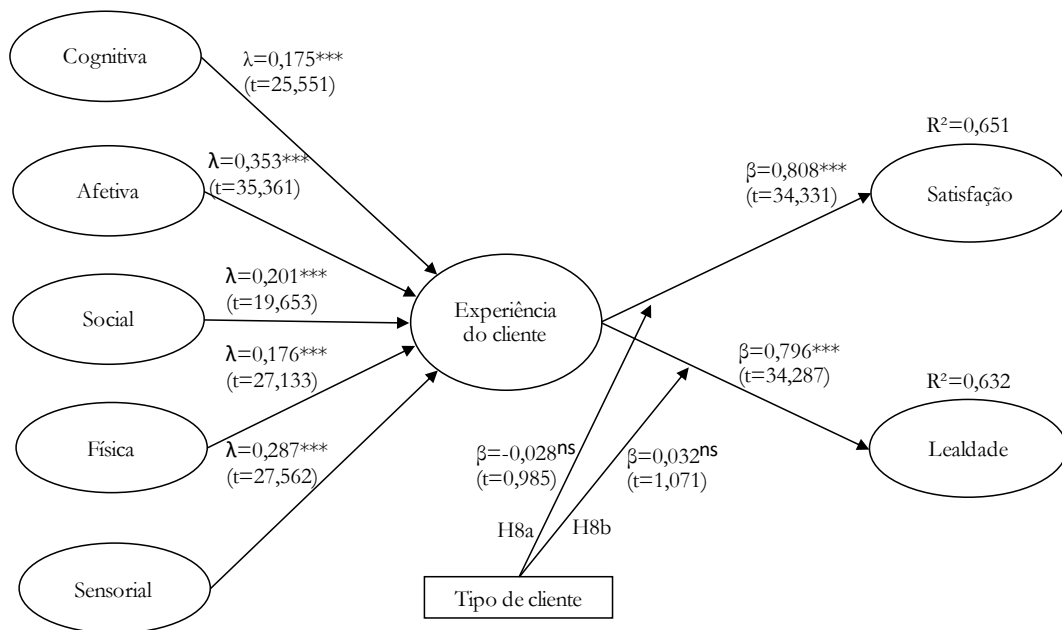 Cognitiva
λ=0,175***
(t=25,551)
Afetiva
λ=0,353***
(t=35,361)
Social
λ=0,201***
(t=19,653)
Física
λ=0,176***
(t=27,133)
Sensorial
λ=0,287***
(t=27,562)
Experiência
do cliente
β=0,808***
(t=34,331)
R²=0,651
Satisfação
β=0,796***
(t=34,287)
R²=0,632
Lealdade
β=-0,028ns
(t=0,985)
H8a
β=0,032ns
(t=1,071)
H8b
Tipo de cliente